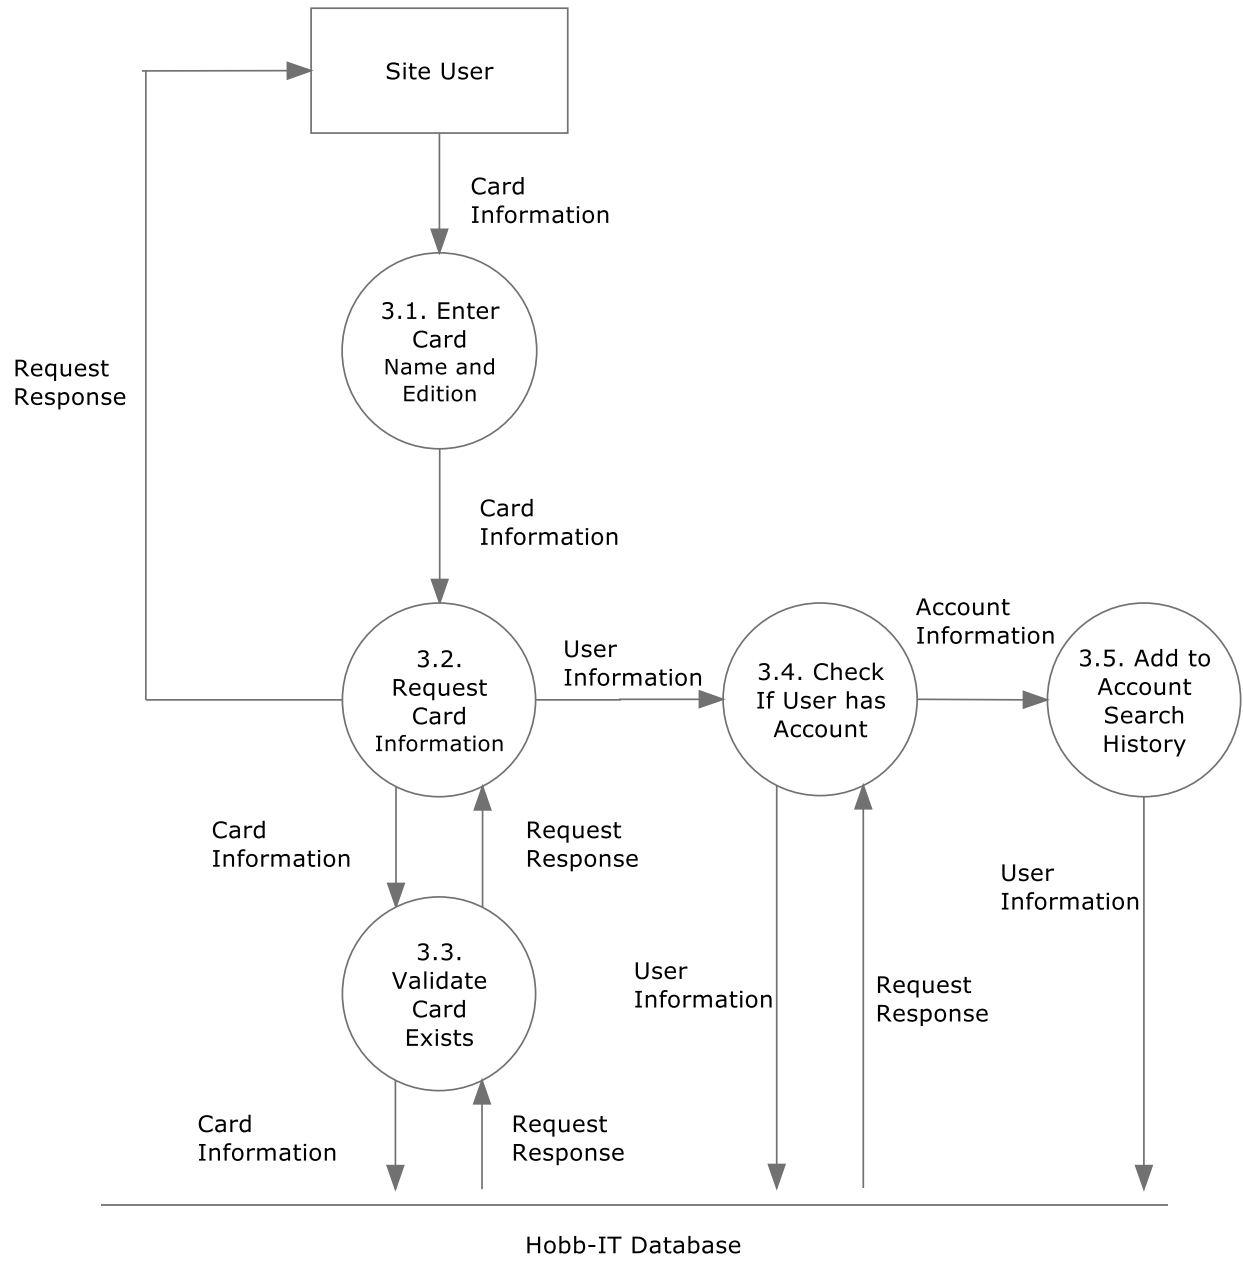 Site User
Card
Information
3.1. Enter
Card
Name and
Edition
Request
Response
Card
Information
3.2.
Request
Card
Information
User
Information
3.4. Check
If User has
Account
Account
Information
3.5. Add to
Account
Search
History
Card
Information
Request
Response
User
Information
3.3.
Validate
Card
Exists
User
Information
Request
Response
Card
Information
Request
Response
Hobb-IT Database